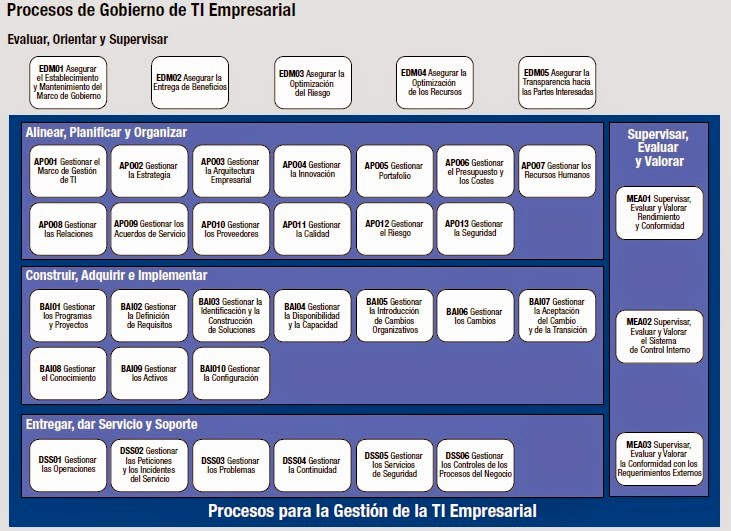 Procesos de Gobierno de TI Empresarial
Evaluar, Orientar y Supervisar
EDM01 Asegurar
el Establecimiento
y Mantenimiento del
Marco de Gobierno
EDM02 Asegurar la
Entrega de Beneficios
EDM03 Asegurar la
Optimización
del Riesgo
EDM04 Asegurar la
Optimización
de los Recursos
EDM05 Asegurar la
Transparencia hacia
las Partes Interesadas
Alinear, Planificar y Organizar
APO01 Gestionar el
Marco de Gestión
de TI
APO02 Gestionar
la Estrategia
APO03 Gestionar
la Arquitectura
Empresarial
APO04 Gestionar
la Innovación
APO05 Gestionar
Portafolio
APO06 Gestionar
el Presupuesto y
los Costes
APO07 Gestionar los
Recursos Humanos
APO08 Gestionar
las Relaciones
APO09 Gestionar los
Acuerdos de Servicio
APO10 Gestionar
los Proveedores
APO11 Gestionar
la Calidad
APO12 Gestionar
el Riesgo
APO13 Gestionar
la Seguridad
Construir, Adquirir e Implementar
BAI01 Gestionar
los Programas
y Proyectos
BAI02 Gestionar
la Definición
de Requisitos
BAI03 Gestionar la
Identificación y la
Construcción
de Soluciones
BAI04 Gestionar
la Disponibilidad
y la Capacidad
BAI05 Gestionar
la Introducción
de Cambios
Organizativos
BAI06 Gestionar
los Cambios
BAI07 Gestionar
la Aceptación
del Cambio
y de la Transición
BAI08 Gestionar
el Conocimiento
BAI09 Gestionar
los Activos
BAI010 Gestionar
la Configuración
Entregar, dar Servicio y Soporte
DSS01 Gestionar
las Operaciones
DSS02 Gestionar
las Peticiones
y los Incidentes
del Servicio
DSS03 Gestionar
los Problemas
DSS04 Gestionar
la Continuidad
DSS05 Gestionar
los Servicios
de Seguridad
DSS06 Gestionar
los Controles de los
Procesos del Negocio
Supervisar,
Evaluar
y Valorar
MEA01 Supervisar,
Evaluar y Valorar
Rendimiento
y Conformidad
MEA02 Supervisar,
Evaluar y Valorar
el Sistema
de Control Interno
MEA03 Supervisar,
Evaluar y Valorar
la Conformidad con los
Requerimientos Externos
Procesos para la Gestión de la TI Empresarial